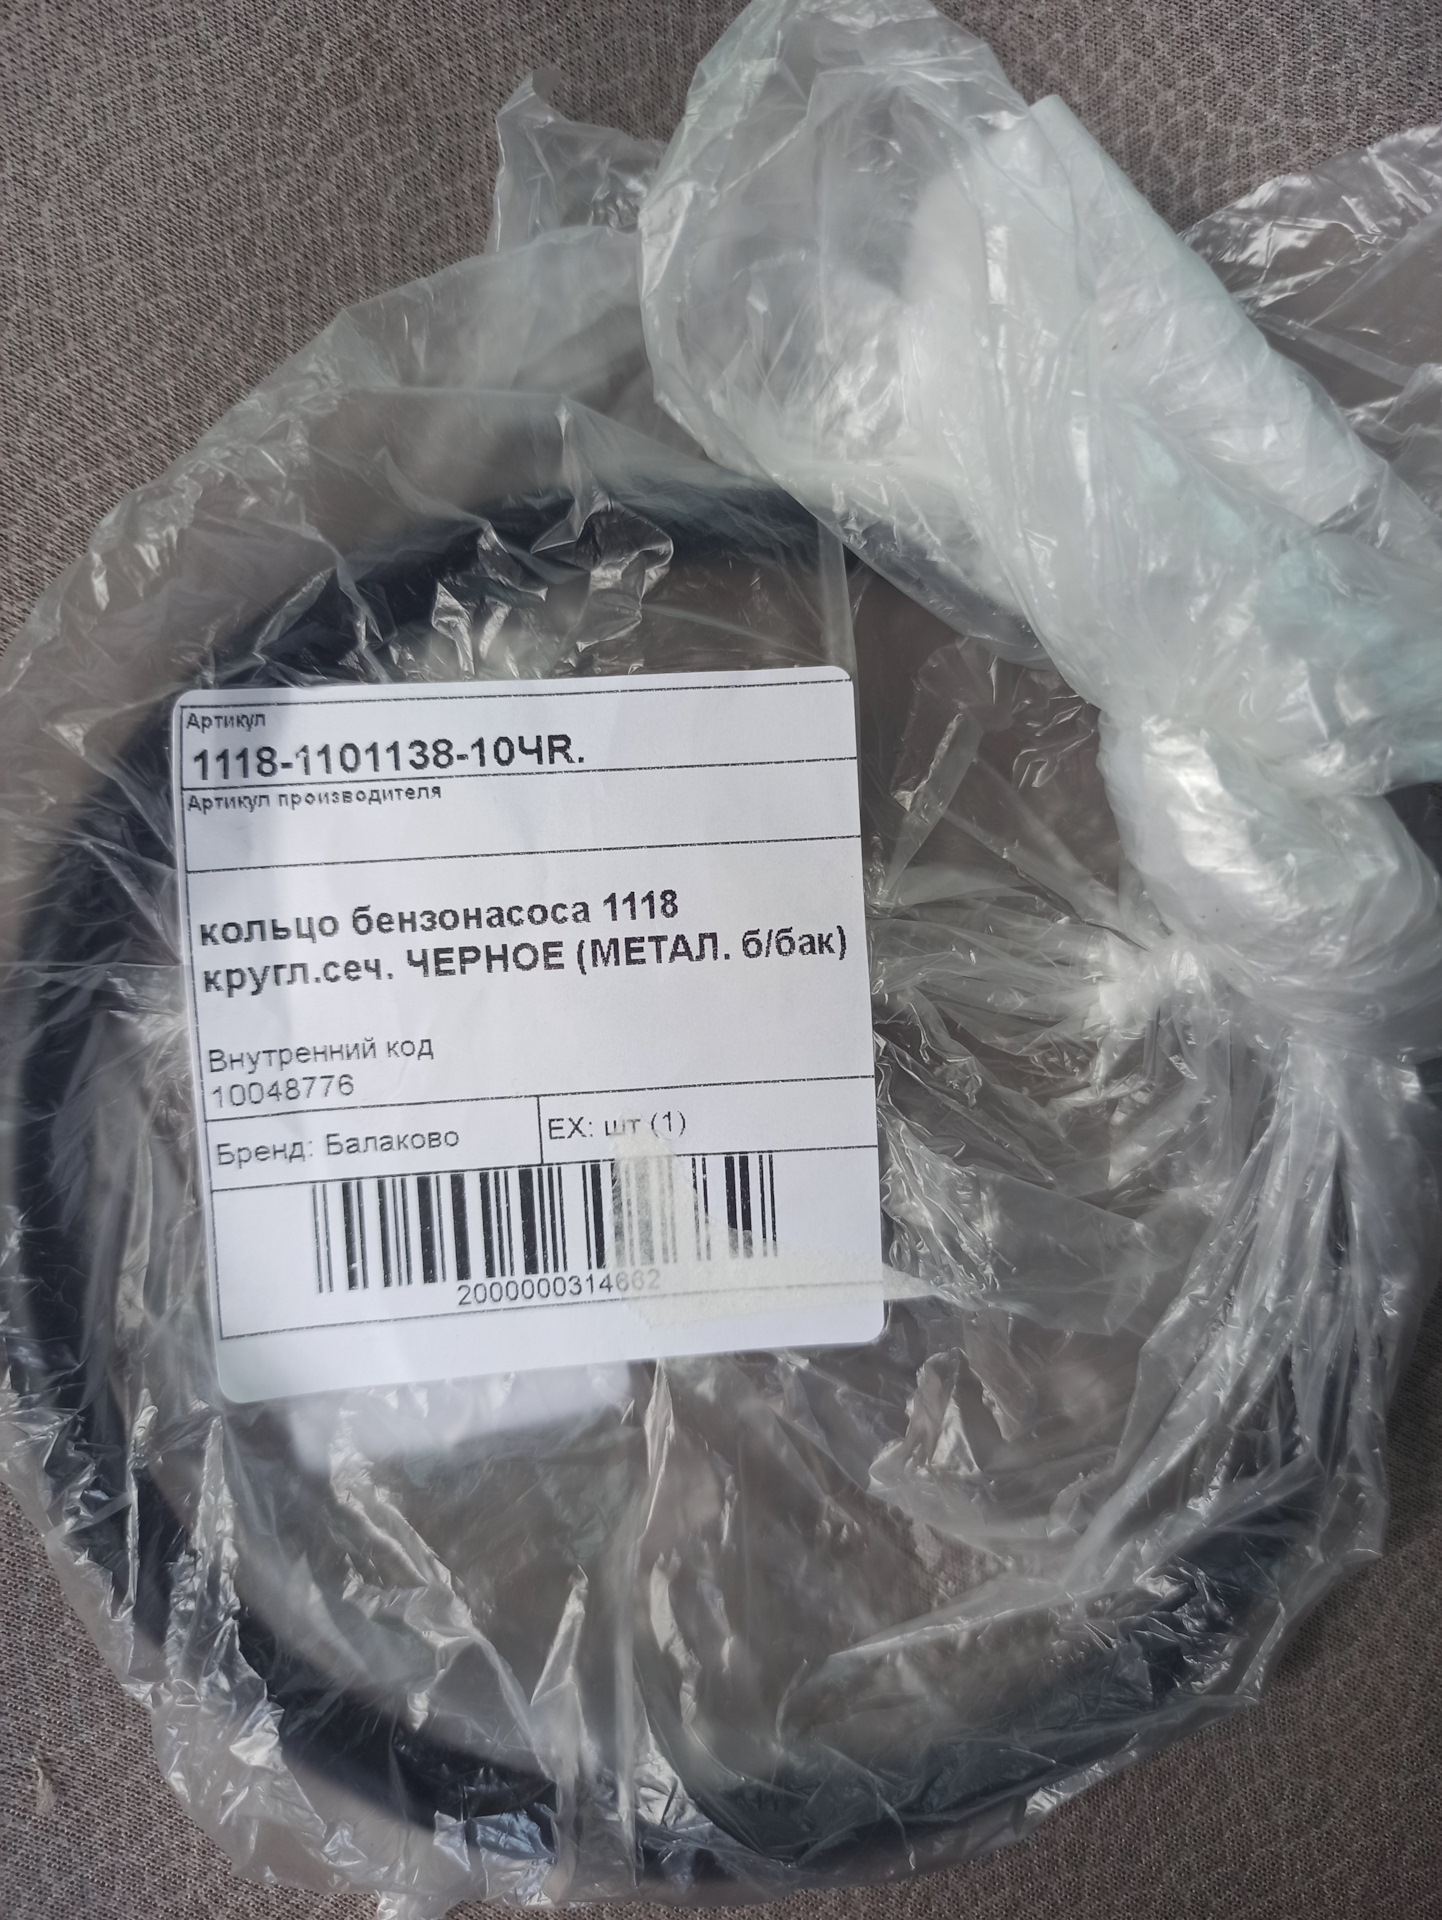 Артикул
1118-1101138-10ЧR.
Артикул производителя
кольцо бензонасоса 1118
кругл.сеч. ЧЕРНОЕ (МЕТАЛ. б/бак)
Внутренний код
10048776
Бренд: Балаково
EX: шт (1)
2000000314662